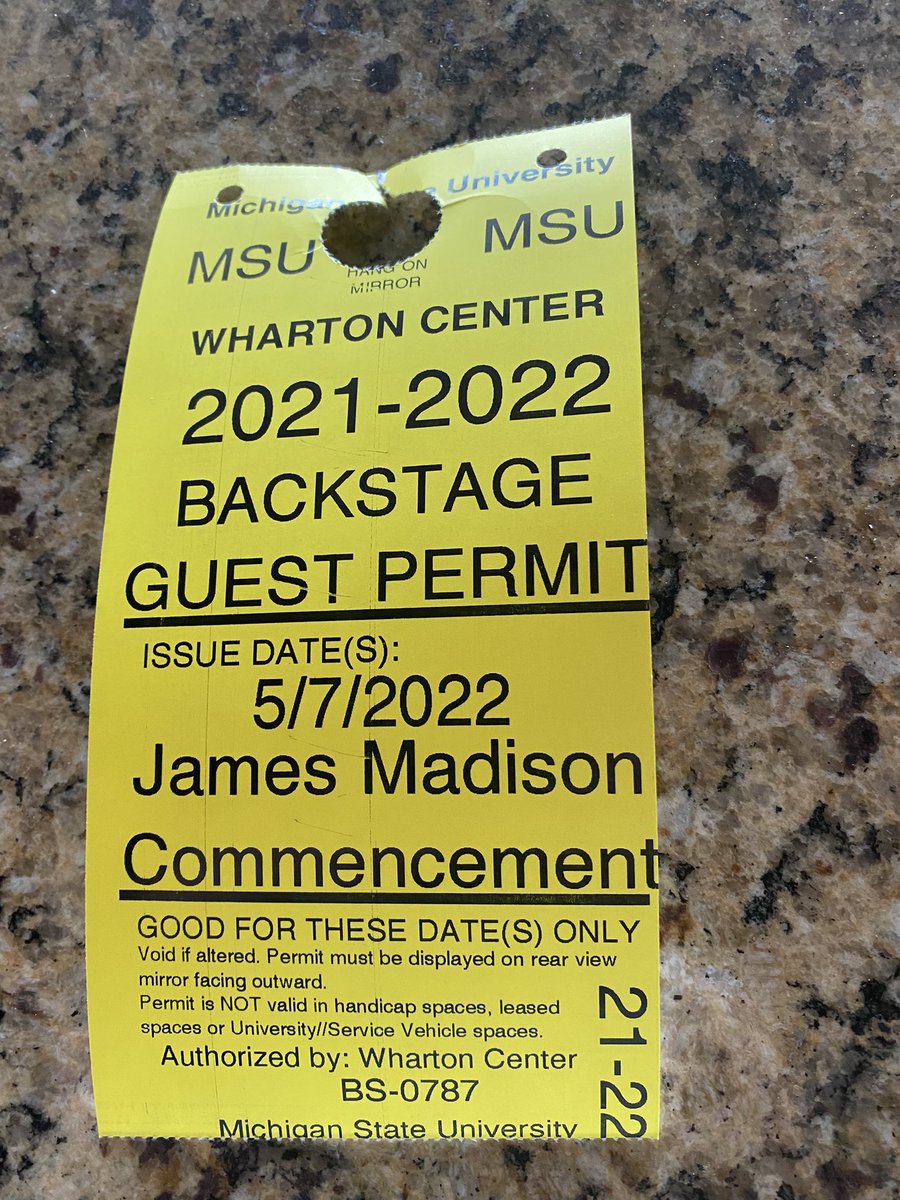 Michigan University
MSU MSU
HANG ON
MIRROR
WHARTON CENTER
2021-2022
BACKSTAGE
GUEST PERMIT
ISSUE DATE(S):
5/7/2022
James Madison
Commencement
GOOD FOR THESE DATE(S) ONLY
Void if altered. Permit must be displayed on rear view
mirror facing outward.
Permit is NOT valid in handicap spaces, leased
spaces or University//Service Vehicle spaces.
Authorized by: Wharton Center
BS-0787
Michigan State University
21-22